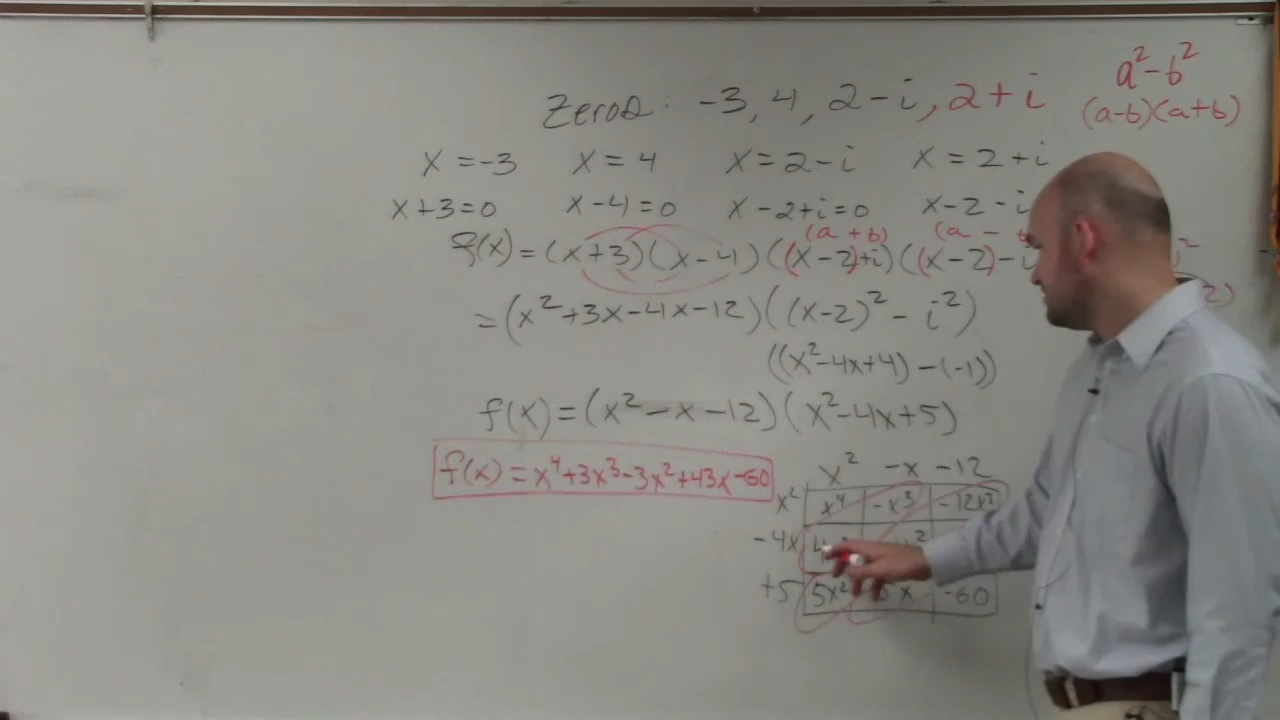 a²-b²
Zeros: -3, 4, 2-i, 2+i
(a-b)(a+b)
x=-3 x=4 x=2-i x=2+i
x+3=0 x-4=0 x-2+i=0 x-2-i
(a+b) (a -
f(x)=(x+3)(x-4)((x-2)+i)((x-2)-i
=(x²+3x-4x-12)((x-2)²-i²)
((x²-4x+4)-(-1))
f(x)=(x²-x-12)(x²-4x+5)
f(x)=x⁴+3x³-3x²+43x-60
x² -x -12
x² x⁴ -x³ -12x²
-4x
+5 5x² -60